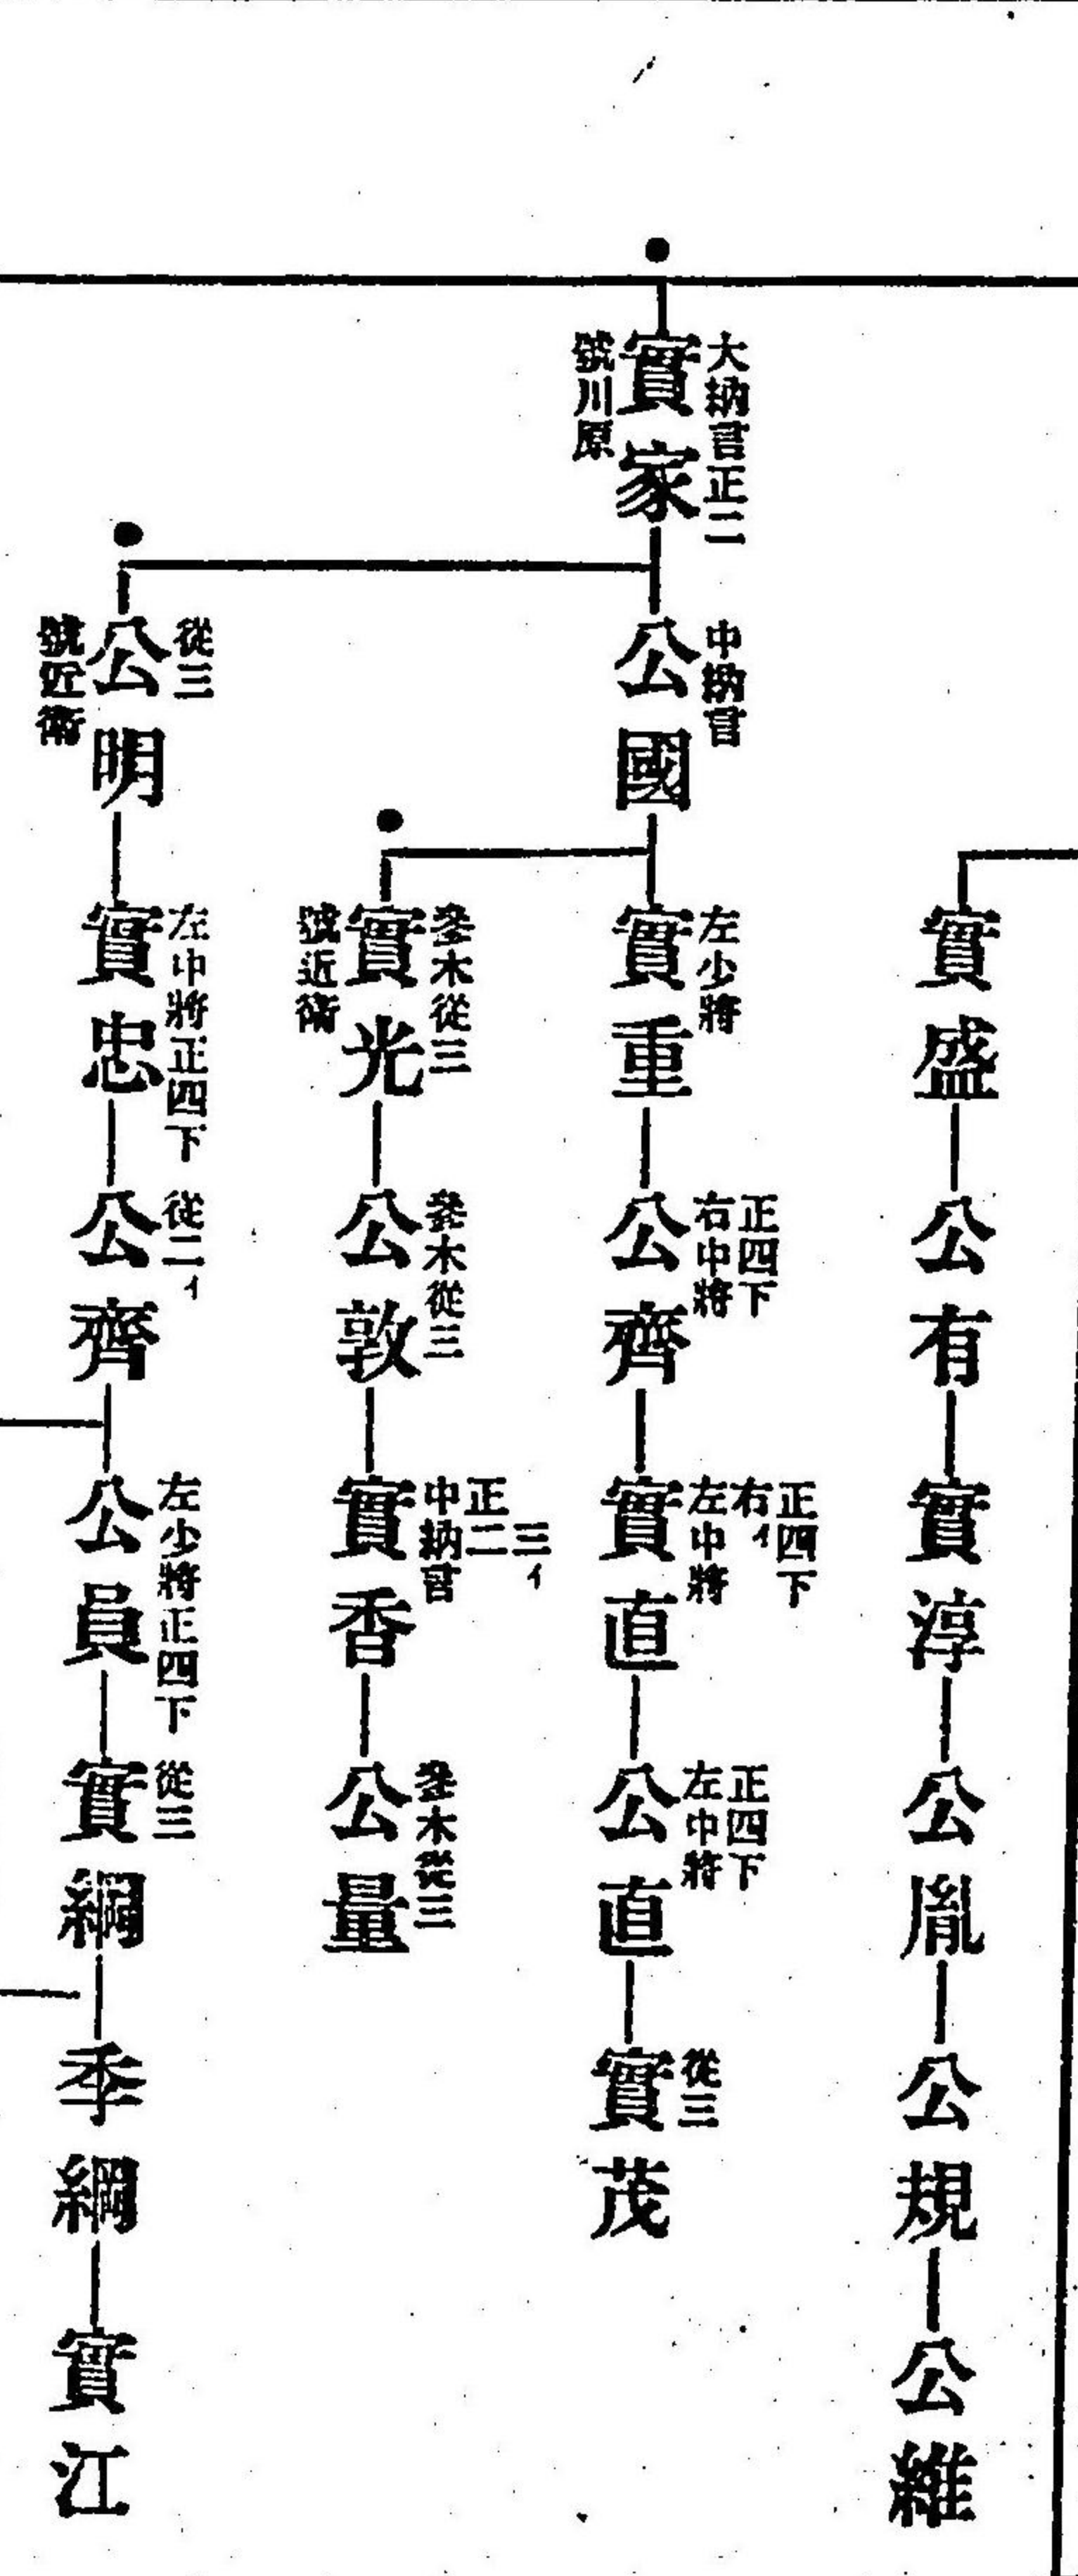 實盛
公有
實淳
公胤
公規
公維
大納言正二
實家
號川原
中納言
公國
左少將
實重
正四下
右中將
公齊
正四下
右イ
左中將
實直
正四下
左中將
公直
從三
實茂
參木從三
實光
號近衛
參木從三
公敦
三イ
正二
中納言
實香
參木從三
公量
從三
公明
號近衛
左中將正四下
實忠
從二イ
公齊
左少將正四下
公員
從三
實綱
季綱
實江